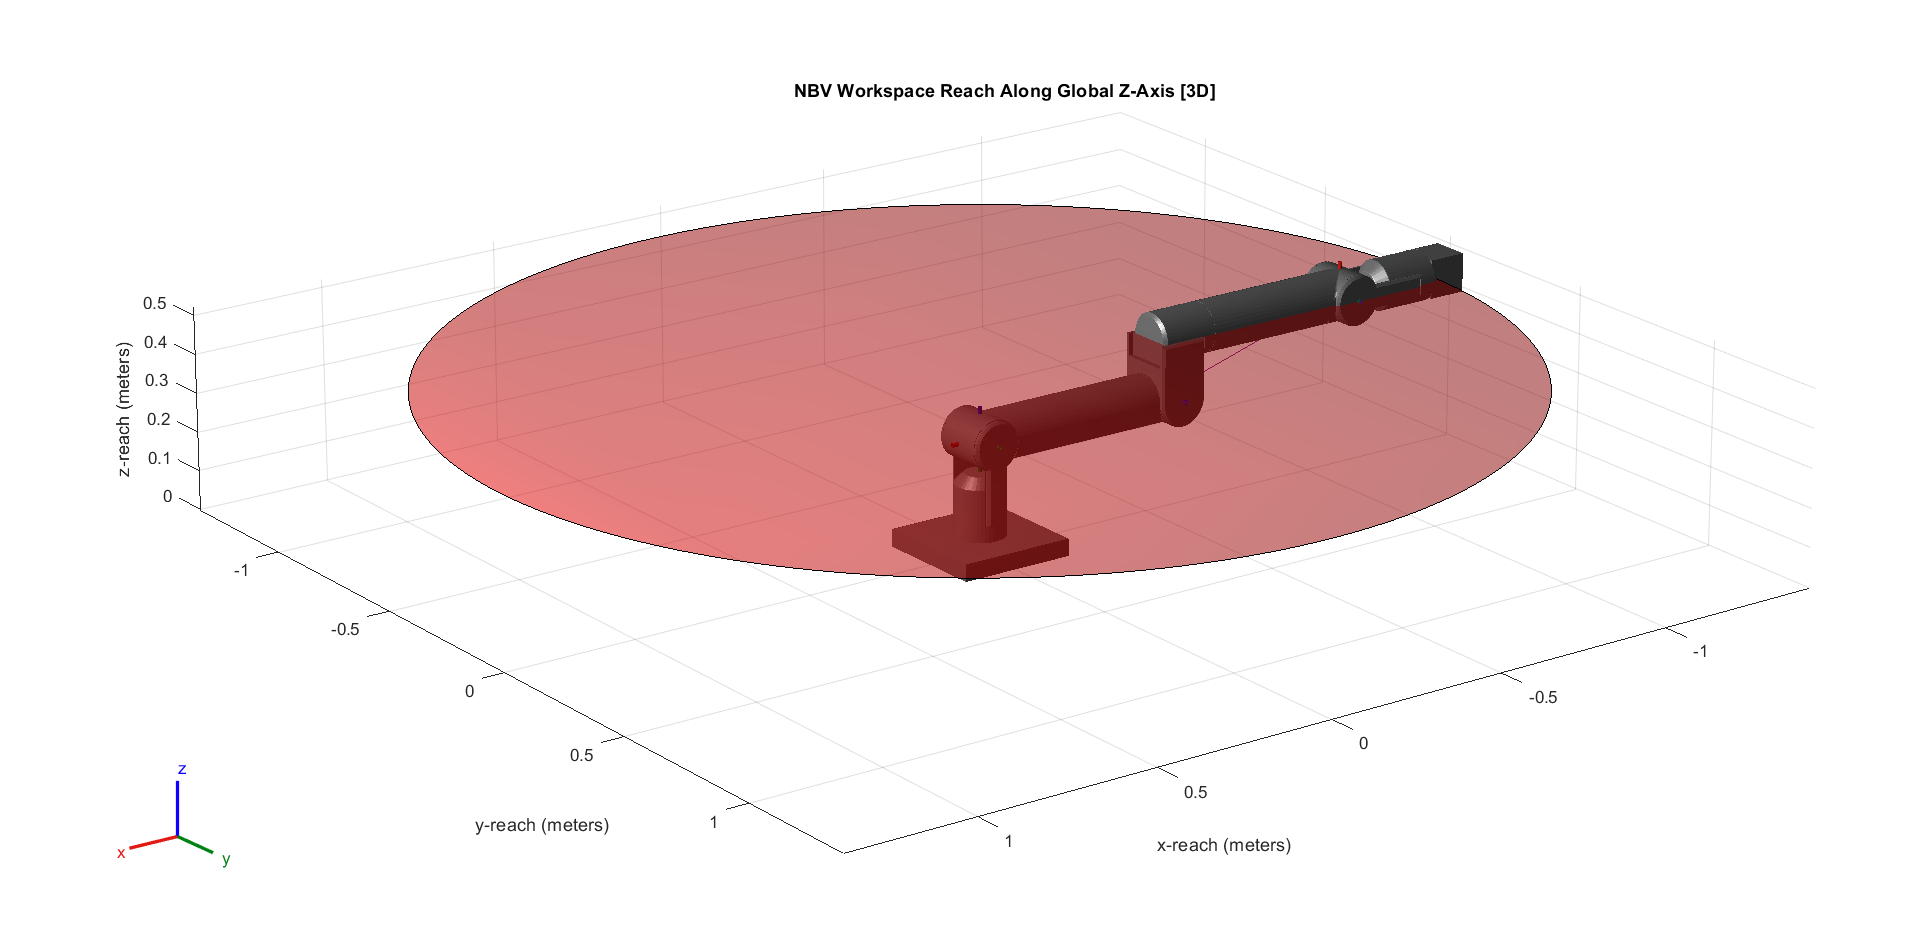 NBV Workspace Reach Along Global Z-Axis [3D]
0.5
0.4
0.3
0.2
0.1
0
z-reach (meters)
-1
-0.5
0
0.5
1
y-reach (meters)
-1
-0.5
0
0.5
1
x-reach (meters)
z
x
y